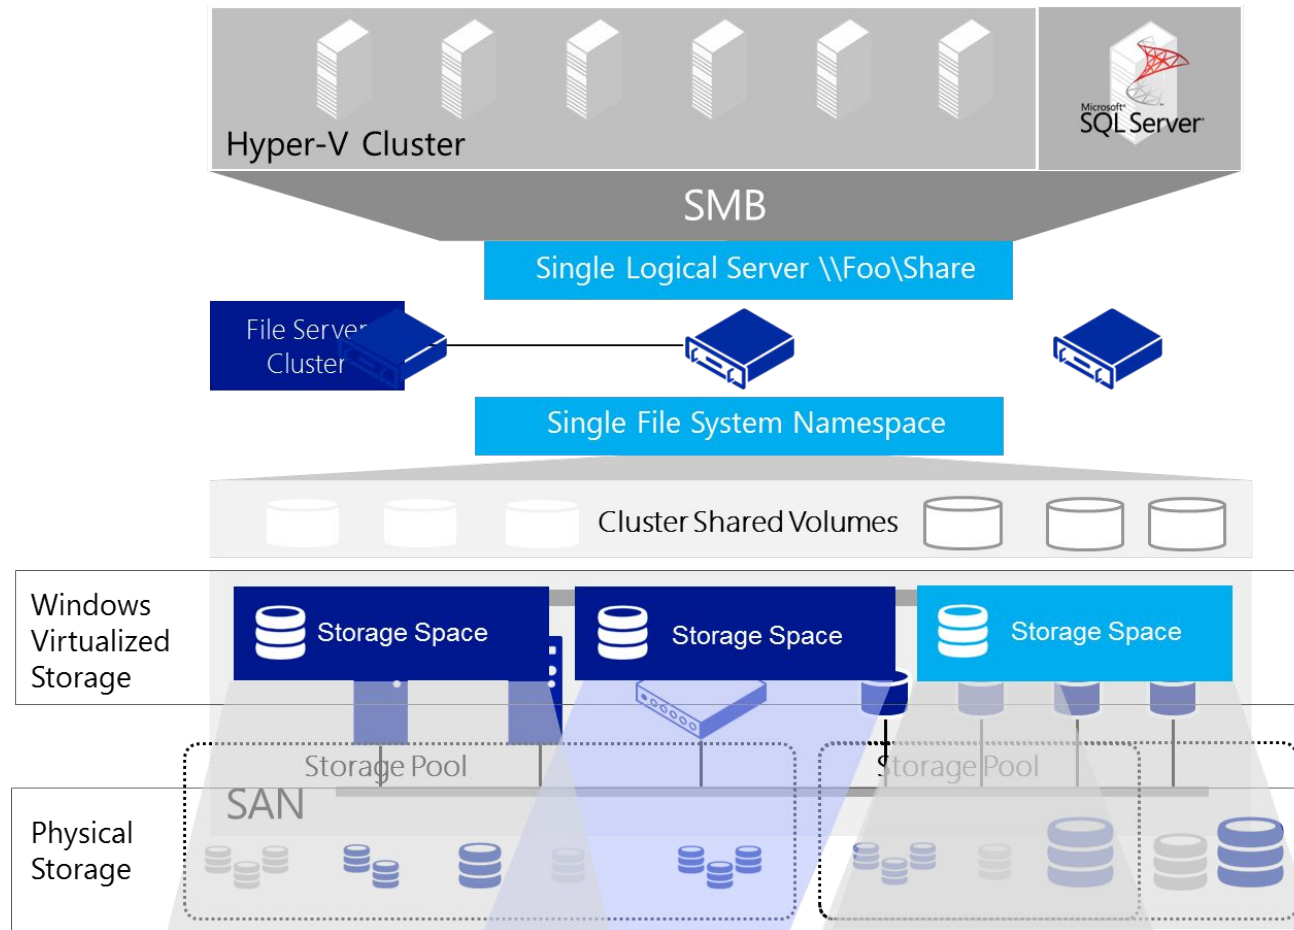 Hyper-V Cluster
Microsoft®
SQL Server®
SMB
Single Logical Server \\Foo\Share
File Server
Cluster
Single File System Namespace
Cluster Shared Volumes
Windows
Virtualized
Storage
Storage Space
Storage Space
Storage Space
Storage Pool
Storage Pool
SAN
Physical
Storage